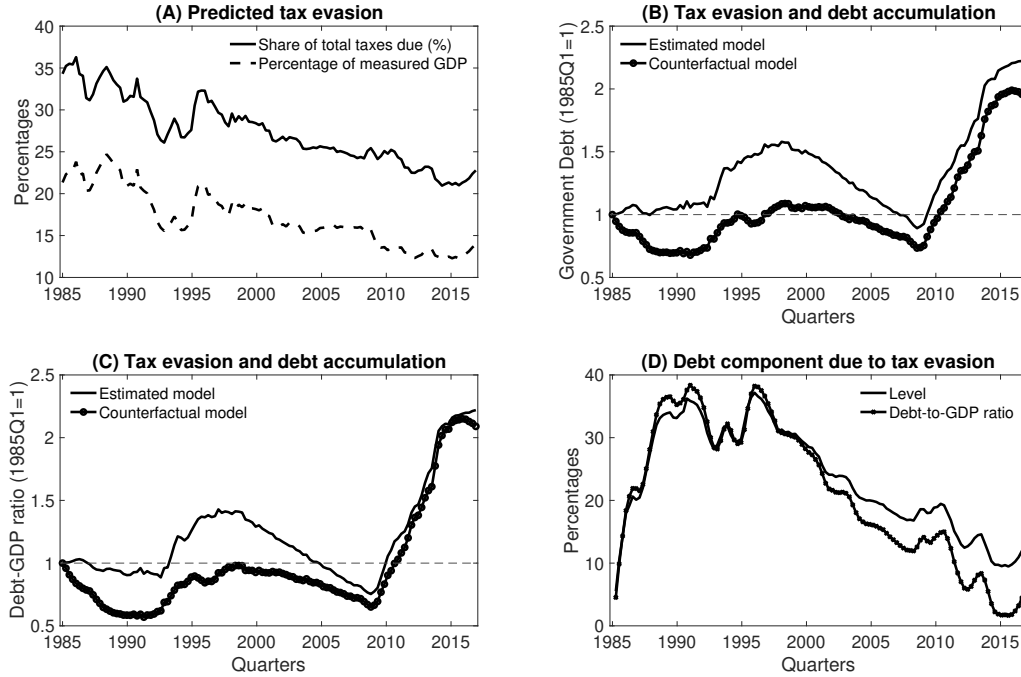 (A) Predicted tax evasion
Share of total taxes due (%)
Percentage of measured GDP
Percentages
40
35
30
25
20
15
10
1985 1990 1995 2000 2005 2010 2015
(B) Tax evasion and debt accumulation
Estimated model
Counterfactual model
Government Debt (1985Q1=1)
2.5
2
1.5
1
0.5
1985 1990 1995 2000 2005 2010 2015
Quarters
(C) Tax evasion and debt accumulation
Estimated model
Counterfactual model
Debt-GDP ratio (1985Q1=1)
2.5
2
1.5
1
0.5
1985 1990 1995 2000 2005 2010 2015
Quarters
(D) Debt component due to tax evasion
Level
Debt-to-GDP ratio
Percentages
40
30
20
10
0
1985 1990 1995 2000 2005 2010 2015
Quarters